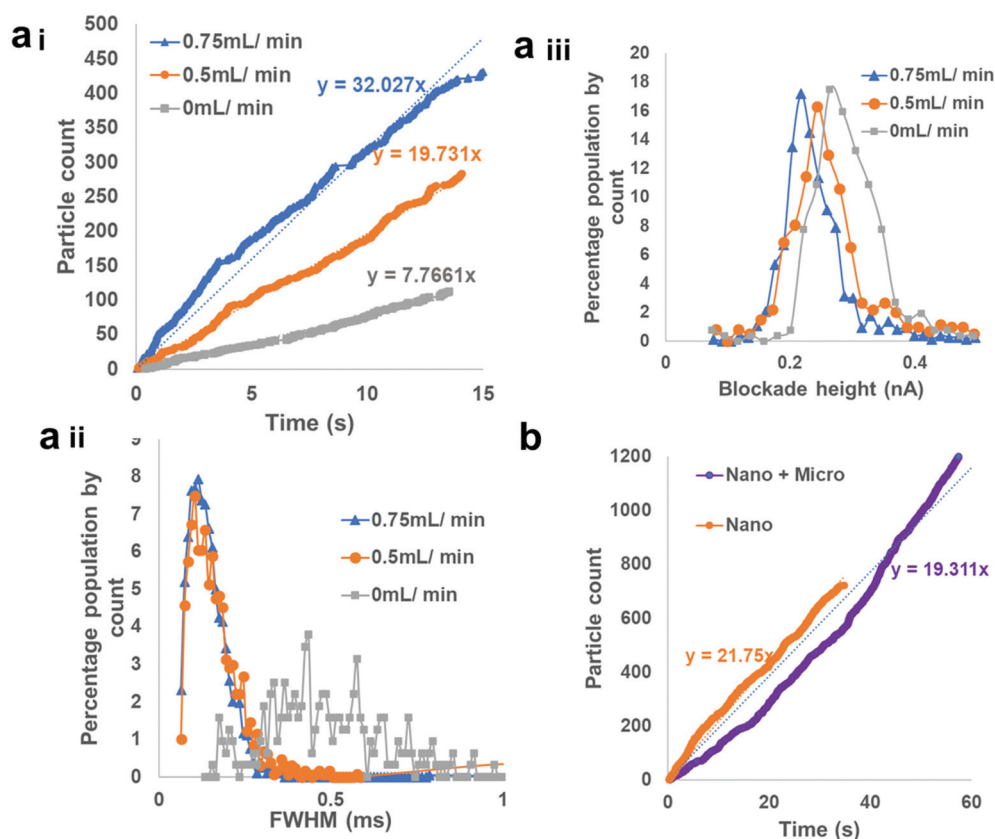 a i
500
450
400
350
300
250
200
150
100
50
0
Particle count
0.75mL/ min
0.5mL/ min
0mL/ min
y = 32.027x
y = 19.731x
y = 7.7661x
0
5
10
15
Time (s)
a iii
20
18
16
14
12
10
8
6
4
2
0
Percentage population by
count
0.75mL/ min
0.5mL/ min
0mL/ min
0
0.2
0.4
Blockade height (nA)
a ii
9
8
7
6
5
4
3
2
1
0
Percentage population by
count
0.75mL/ min
0.5mL/ min
0mL/ min
0
0.5
1
FWHM (ms)
b
1200
1000
800
600
400
200
0
Particle count
Nano + Micro
Nano
y = 19.311x
y = 21.75x
0
20
40
60
Time (s)